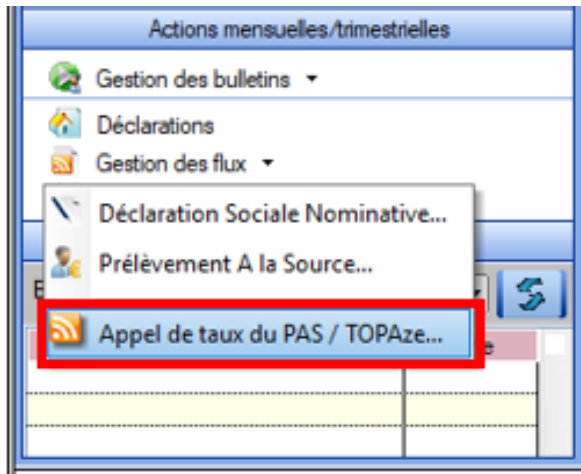 Actions mensuelles/trimestrielles
Gestion des bulletins
Déclarations
Gestion des flux
Déclaration Sociale Nominative...
Prélèvement A la Source...
Appel de taux du PAS / TOPAze...